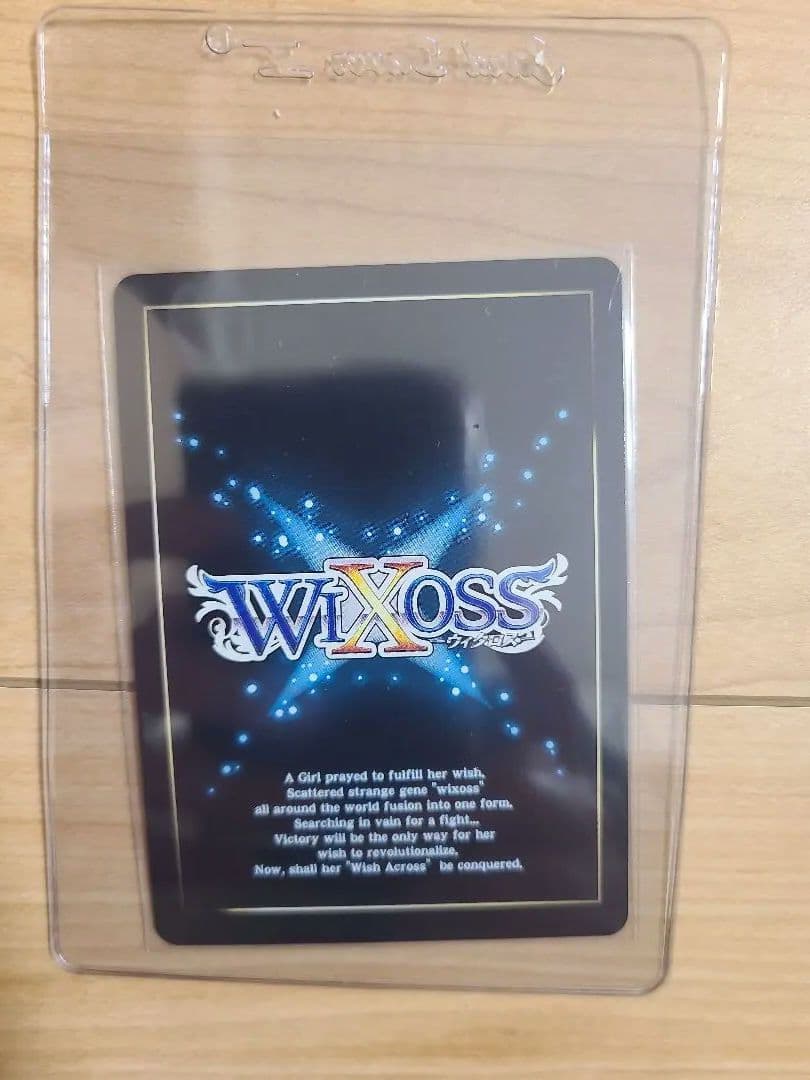 WIXOSS
ーウィクロスー
A Girl prayed to fulfill her wish,
Scattered strange gene "wixoss"
all around the world fusion into one form.
Searching in vain for a fight...
Victory will be the only way for her
wish to revolutionalize.
Now, shall her "Wish Across" be conquered.